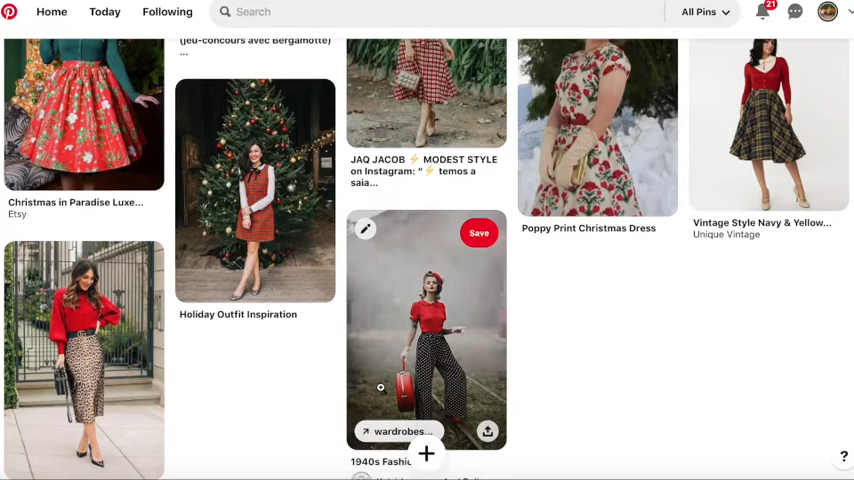 Home
Today
Following
Search
All Pins
21
(jeu-concours avec Bergamotte)
...
Christmas in Paradise Luxe...
Etsy
Holiday Outfit Inspiration
JAQ JACOB ⚡ MODEST STYLE
on Instagram: “⚡ temos a
saia...
Save
wardrobes...
1940s Fashio
Poppy Print Christmas Dress
Vintage Style Navy & Yellow...
Unique Vintage
?